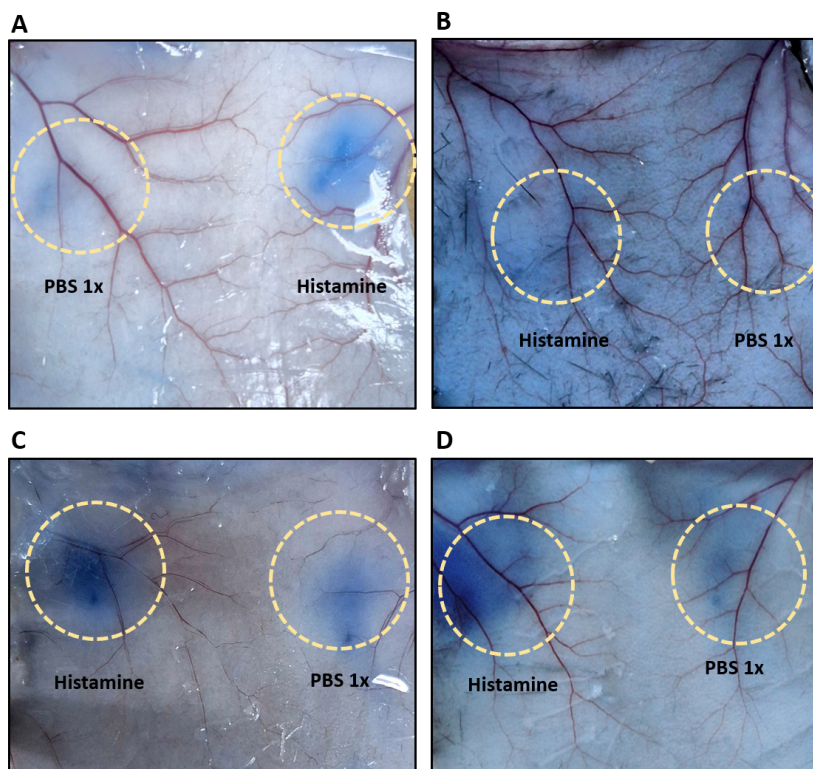 A
B
PBS 1x
Histamine
Histamine
PBS 1x
C
D
Histamine
PBS 1x
Histamine
PBS 1x